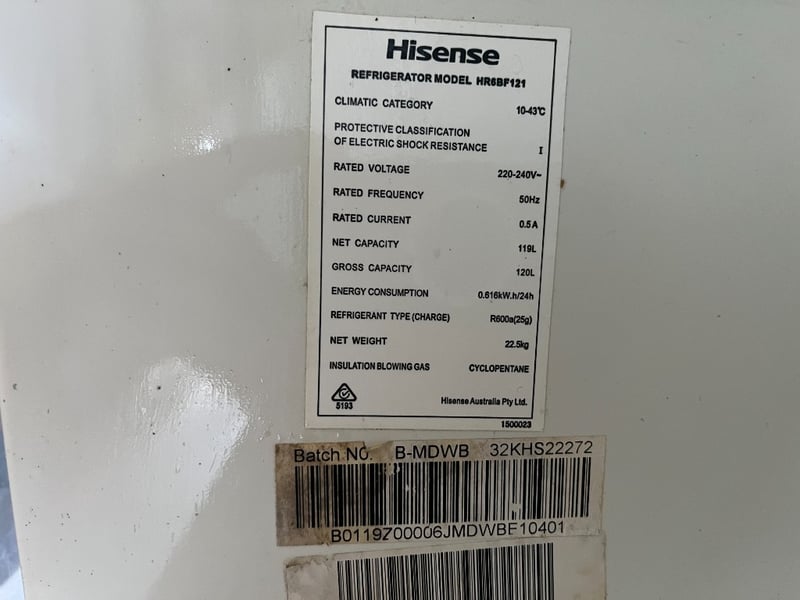 Hisense
REFRIGERATOR MODEL HR6BF121
CLIMATIC CATEGORY 10-43℃
PROTECTIVE CLASSIFICATION
OF ELECTRIC SHOCK RESISTANCE I
RATED VOLTAGE 220-240V~
RATED FREQUENCY 50Hz
RATED CURRENT 0.5A
NET CAPACITY 119L
GROSS CAPACITY 120L
ENERGY CONSUMPTION 0.616kW.h/24h
REFRIGERANT TYPE (CHARGE) R600a(25g)
NET WEIGHT 22.5kg
INSULATION BLOWING GAS CYCLOPENTANE
5193
Hisense Australia Pty Ltd.
1500023
Batch NO. B-MDWB 32KHS22272
B0119Z00006JMDWBF10401